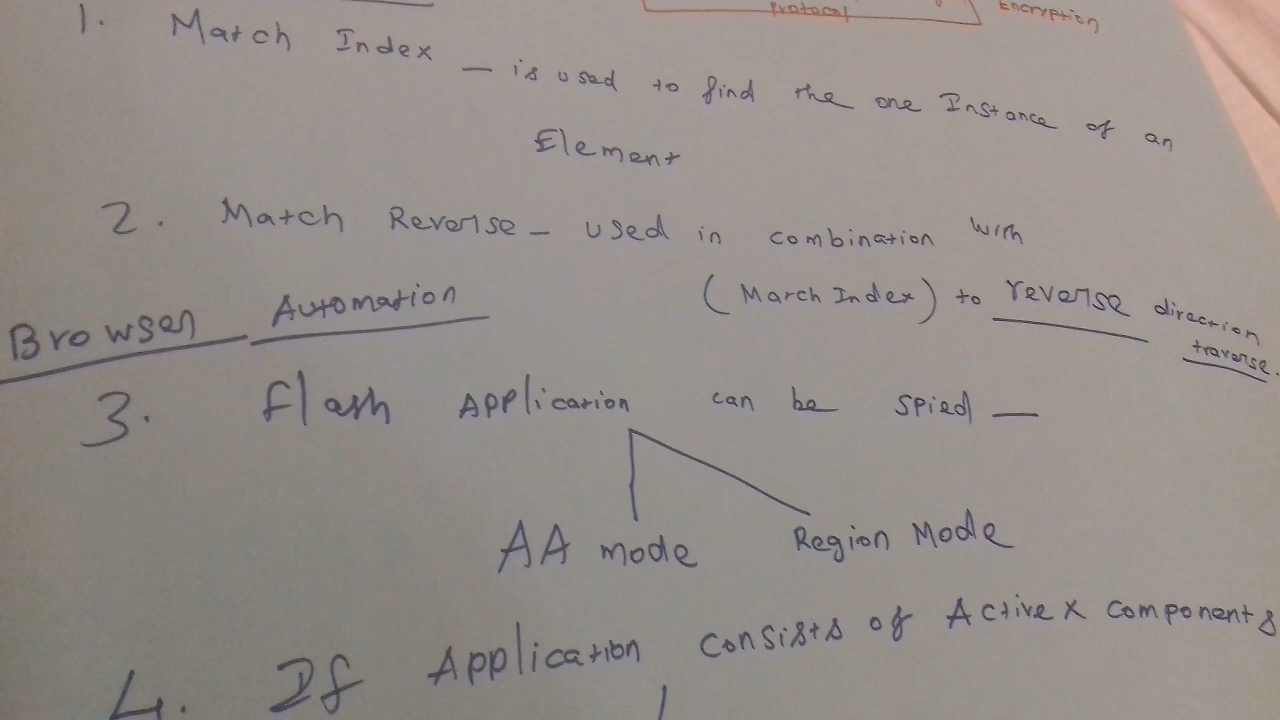 Protocol
Encryption
1. Match Index — is used to find the one Instance of an
Element
2. Match Reverse – used in combination with
(March Index) to reverse direction
traverse.
Browser Automation
3. Flash Application can be spied —
AA mode Region Mode
4. If Application consists of Active X components